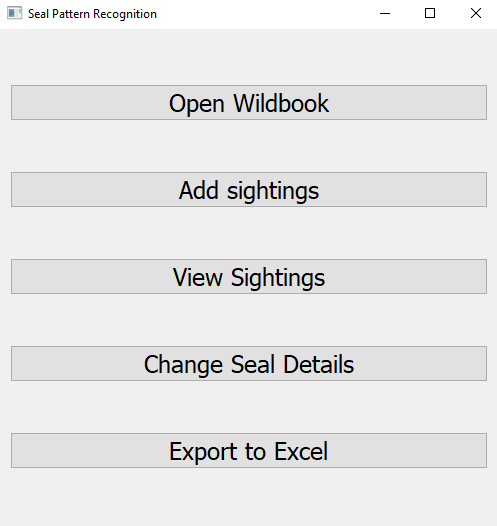 Seal Pattern Recognition
Open Wildbook
Add sightings
View Sightings
Change Seal Details
Export to Excel